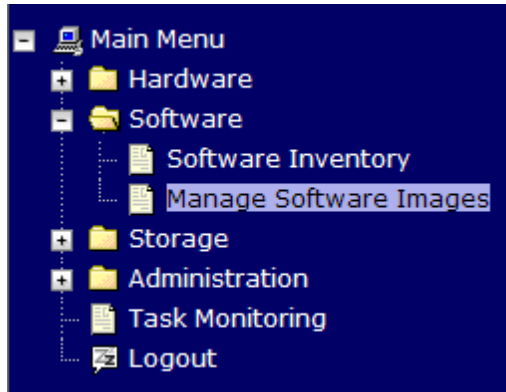 Main Menu
Hardware
Software
Software Inventory
Manage Software Images
Storage
Administration
Task Monitoring
Logout